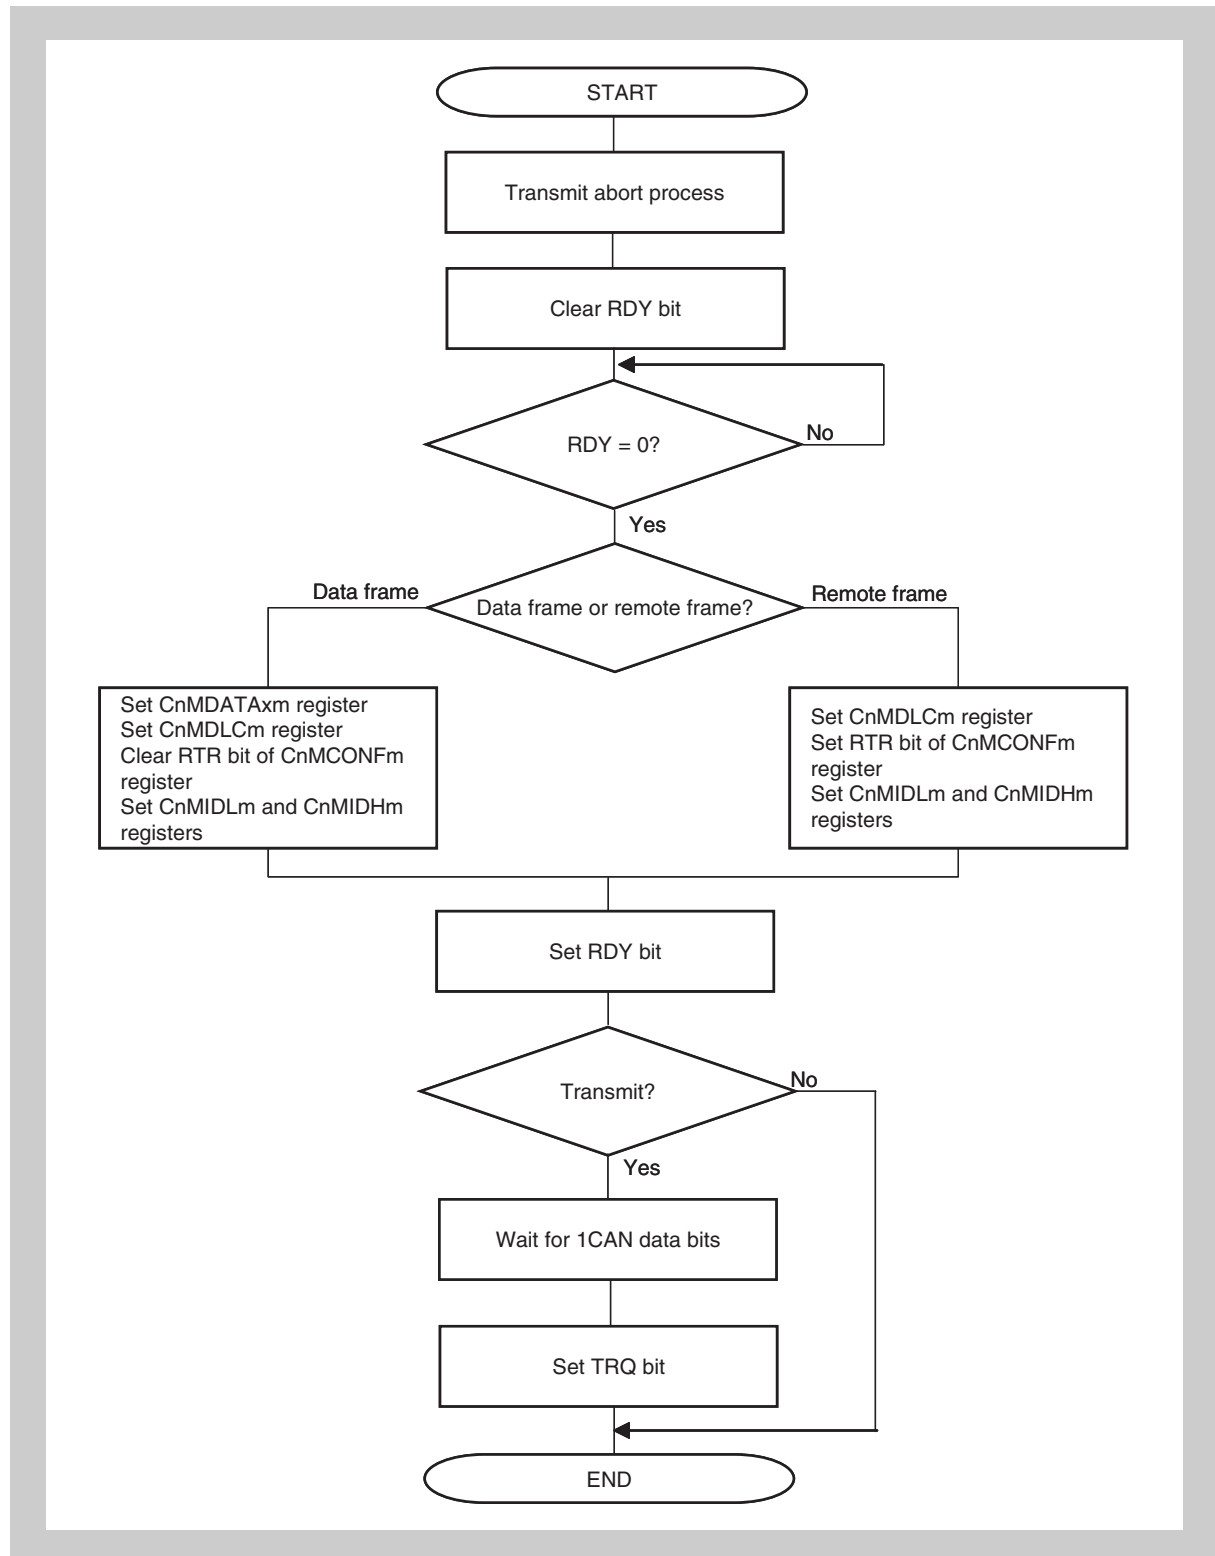 START
Transmit abort process
Clear RDY bit
RDY = 0?
No
Yes
Data frame
Data frame or remote frame?
Remote frame
Set CnMDATAxm register
Set CnMDLCm register
Clear RTR bit of CnMCONFm
register
Set CnMIDLm and CnMIDHm
registers
Set CnMDLCm register
Set RTR bit of CnMCONFm
register
Set CnMIDLm and CnMIDHm
registers
Set RDY bit
Transmit?
No
Yes
Wait for 1CAN data bits
Set TRQ bit
END